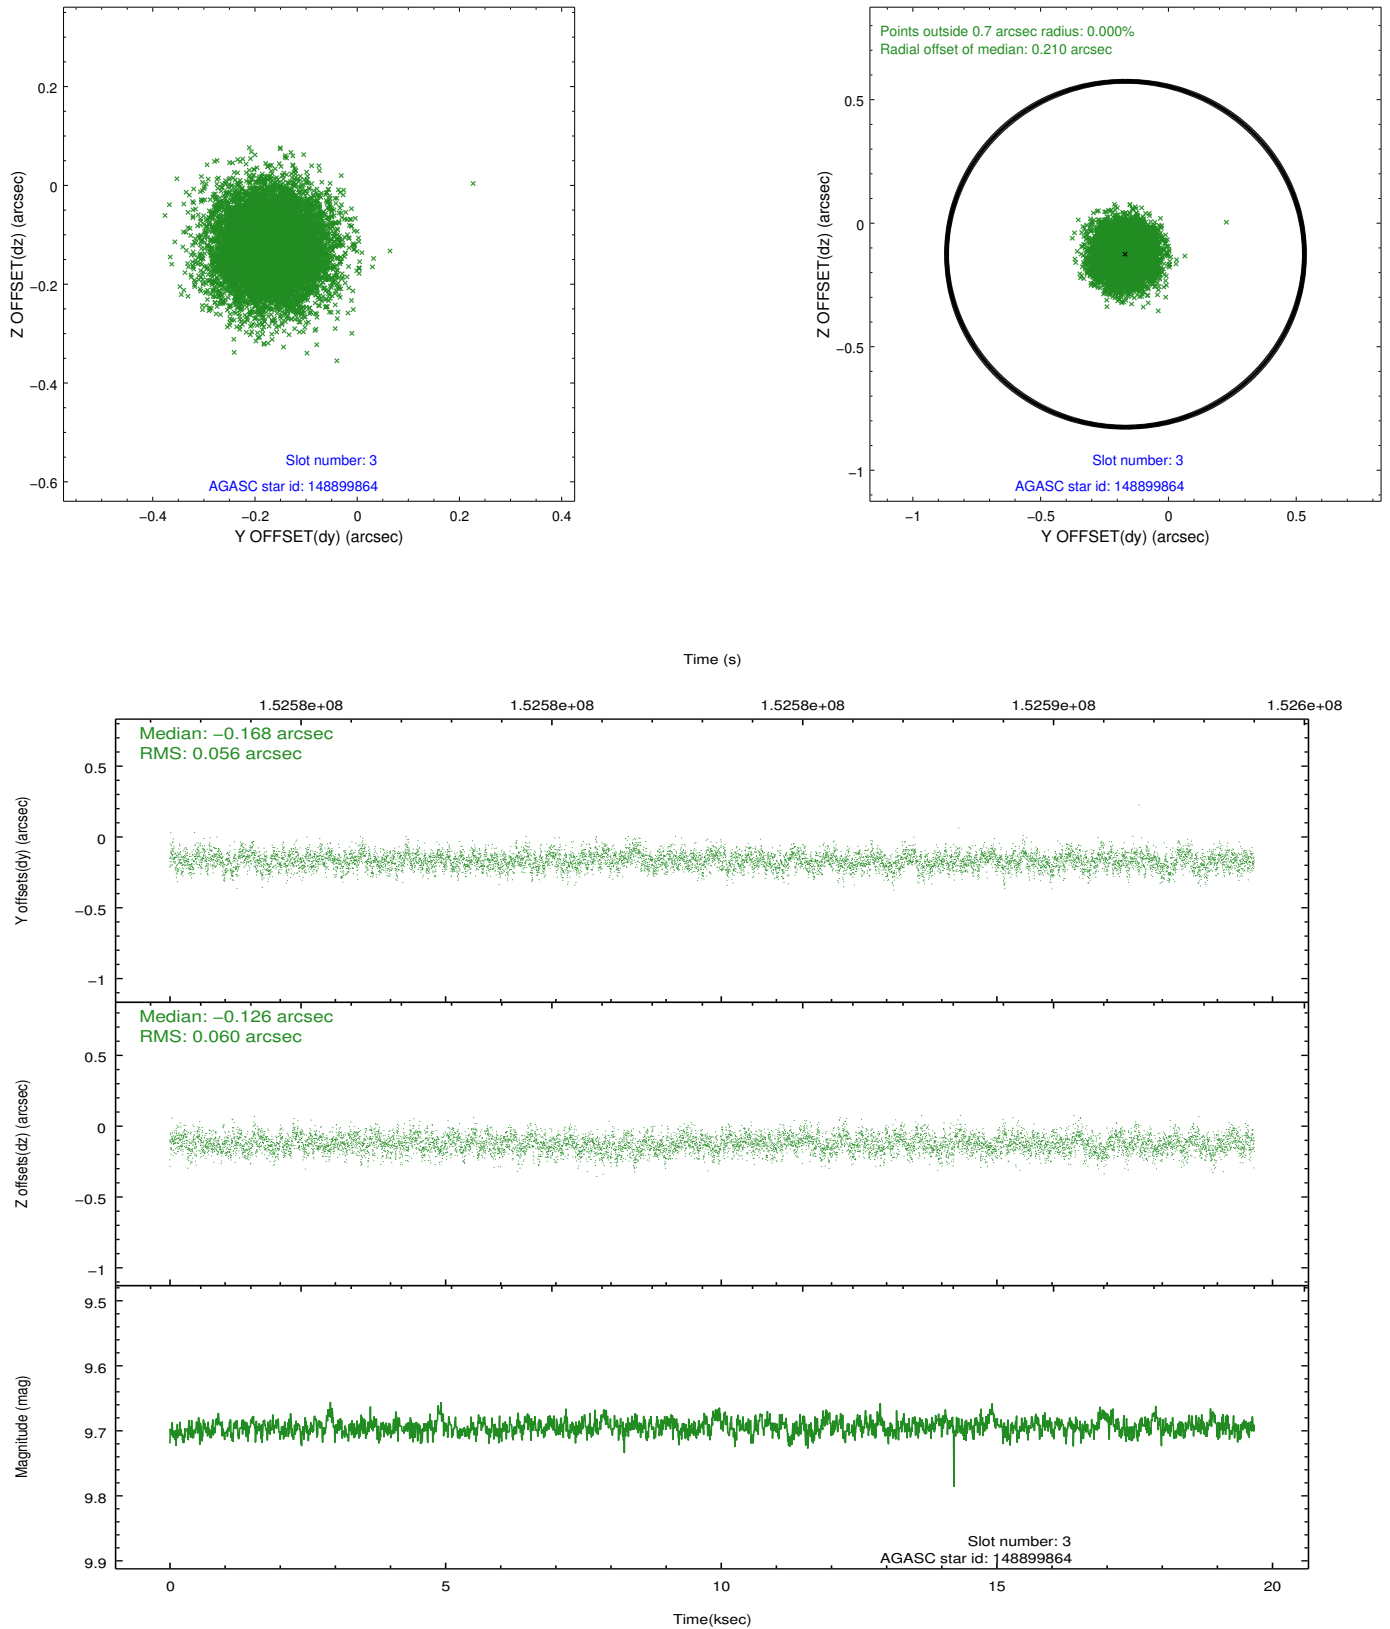 0.2
0
−0.2
−0.4
−0.6
Z OFFSET(dz) (arcsec)
Slot number: 3
AGASC star id: 148899864
−0.4
−0.2
0
0.2
0.4
Y OFFSET(dy) (arcsec)
Points outside 0.7 arcsec radius: 0.000%
Radial offset of median: 0.210 arcsec
0.5
0
−0.5
−1
Z OFFSET(dz) (arcsec)
Slot number: 3
AGASC star id: 148899864
−1
−0.5
0
0.5
Y OFFSET(dy) (arcsec)
Time (s)
1.5258e+08
1.5258e+08
1.5258e+08
1.5259e+08
1.526e+08
Median: −0.168 arcsec
RMS: 0.056 arcsec
0.5
0
−0.5
−1
Y offsets(dy) (arcsec)
Median: −0.126 arcsec
RMS: 0.060 arcsec
0.5
0
−0.5
−1
Z offsets(dz) (arcsec)
9.5
9.6
9.7
9.8
9.9
Magnitude (mag)
Slot number: 3
AGASC star id: 148899864
0
5
10
15
20
Time(ksec)